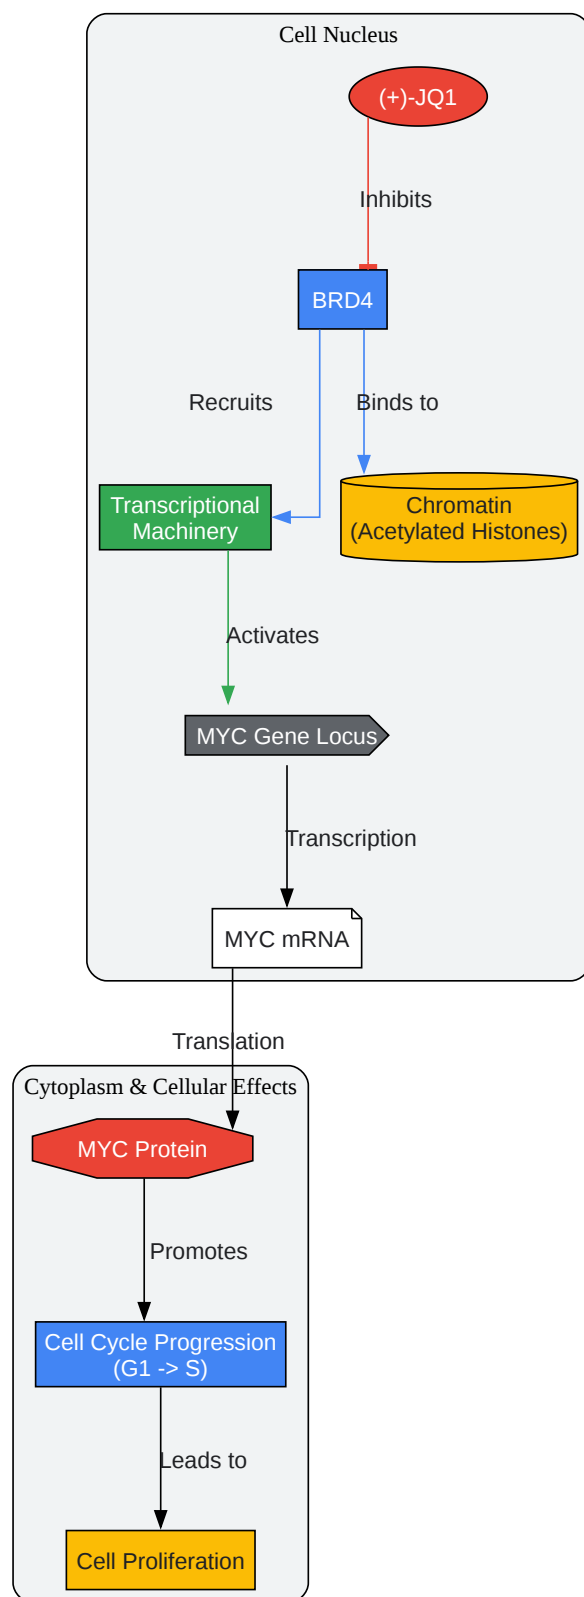 Cell Nucleus
(+)-JQ1
Inhibits
BRD4
Recruits
Binds to
Transcriptional
Machinery
Chromatin
(Acetylated Histones)
Activates
MYC Gene Locus
Transcription
MYC mRNA
Translation
Cytoplasm & Cellular Effects
MYC Protein
Promotes
Cell Cycle Progression
(G1 -> S)
Leads to
Cell Proliferation